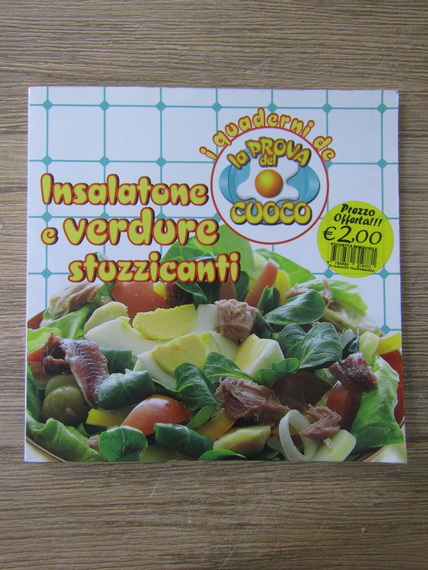 i quaderni de
la PROVA
del
CUOCO
Insalatone
e verdure
stuzzicanti
Prezzo
Offerta!!!
€2,00